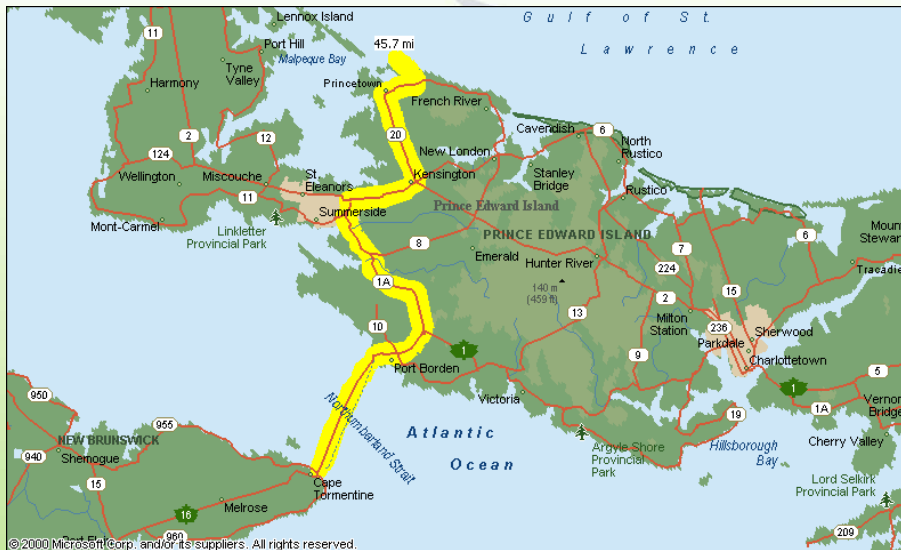 Gulf of St.
Lawrence
Lennox Island
45.7 mi
11
Port Hill
Malpeque Bay
Tyne
Valley
Harmony
Princetown
French River
2
20
12
Cavendish
6
North
Rustico
124
New London
Stanley
Bridge
Wellington
Miscouche
St.
Eleanors
Kensington
11
Rustico
Summerside
Prince Edward Island
Mont-Carmel
Linkletter
Provincial Park
8
PRINCE EDWARD ISLAND
7
6
Mount
Stewart
Emerald
Hunter River
224
Tracadie
1A
140 m
(459 ft)
2
15
10
13
Milton
Station
236
Sherwood
Parkdale
1
9
Charlottetown
Port Borden
5
1
Victoria
1A
Vernon
Bridge
950
Northumberland Strait
19
955
Atlantic
Ocean
NEW BRUNSWICK
Argyle Shore
Provincial
Park
Hillsborough
Bay
Cherry Valley
940
Shemogue
15
Cape
Tormentine
Lord Selkirk
Provincial Park
Melrose
16
960
209
© 2000 Microsoft Corp. and/or its suppliers. All rights reserved.